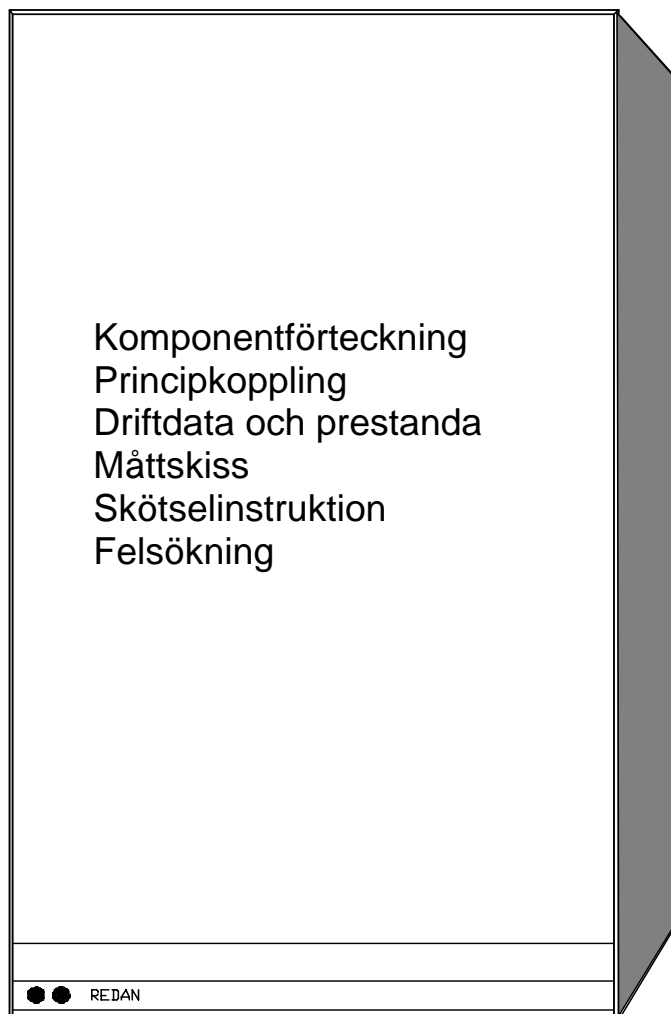 Komponentförteckning
Principkoppling
Driftdata och prestanda
Måttskiss
Skötselinstruktion
Felsökning
REDAN